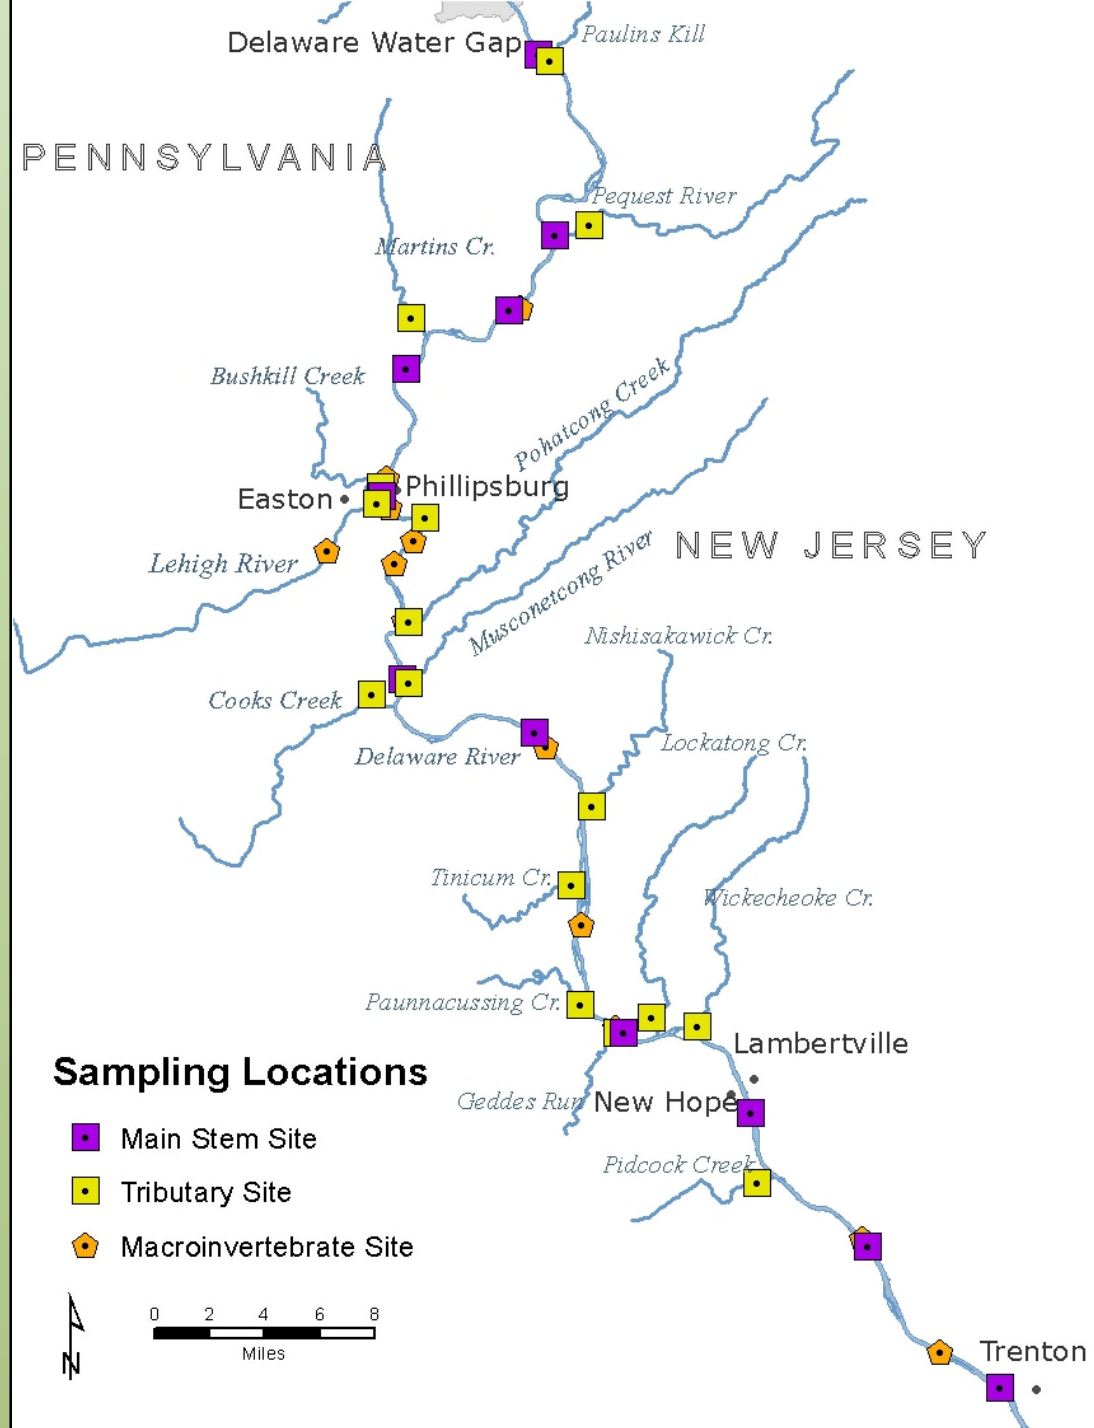 Paulins Kill
Delaware Water Gap
PENNSYLVANIA
Pequest River
Martins Cr.
Bushkill Creek
Pohatcong Creek
Phillipsburg
Easton
NEW JERSEY
Lehigh River
Musconetcong River
Nishisakawick Cr.
Cooks Creek
Lockatong Cr.
Delaware River
Tinicum Cr.
Wickecheoke Cr.
Paunnacussing Cr.
Lambertville
Geddes Run
New Hope
Pidcock Creek
Sampling Locations
Main Stem Site
Tributary Site
Macroinvertebrate Site
0 2 4 6 8
Miles
N
Trenton